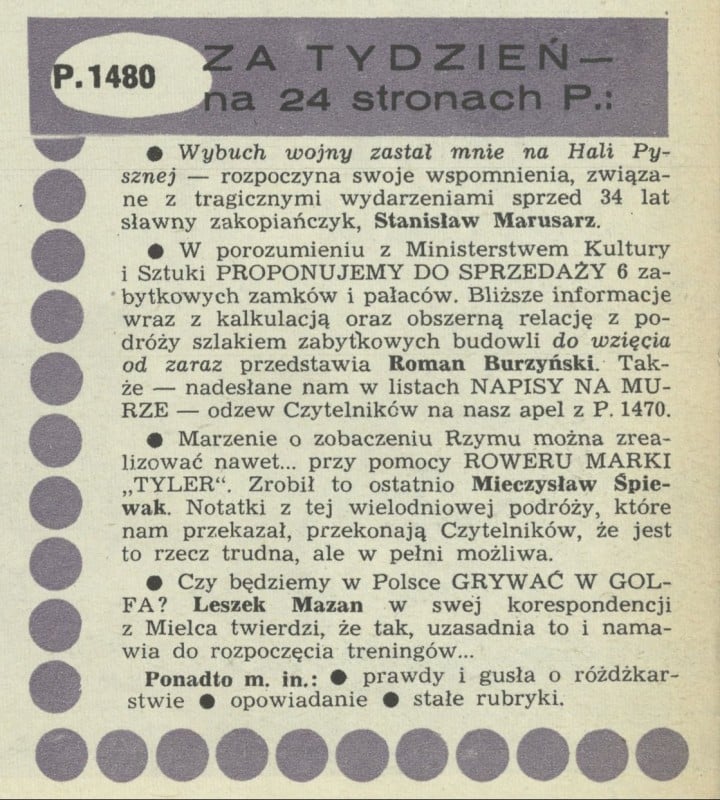 P.1480
ZA TYDZIEŃ—
na 24 stronach P.:
● Wybuch wojny zastał mnie na Hali Py-
sznej — rozpoczyna swoje wspomnienia, związa-
ne z tragicznymi wydarzeniami sprzed 34 lat
sławny zakopiańczyk, Stanisław Marusarz.
● W porozumieniu z Ministerstwem Kultury
i Sztuki PROPONUJEMY DO SPRZEDAŻY 6 za-
bytkowych zamków i pałaców. Bliższe informacje
wraz z kalkulacją oraz obszerną relację z po-
dróży szlakiem zabytkowych budowli do wzięcia
od zaraz przedstawia Roman Burzyński. Tak-
że — nadesłane nam w listach NAPISY NA MU-
RZE — odzew Czytelników na nasz apel z P. 1470.
● Marzenie o zobaczeniu Rzymu można zrea-
lizować nawet... przy pomocy ROWERU MARKI
„TYLER“. Zrobił to ostatnio Mieczysław Śpie-
wak. Notatki z tej wielodniowej podróży, które
nam przekazał, przekonają Czytelników, że jest
to rzecz trudna, ale w pełni możliwa.
● Czy będziemy w Polsce GRYWAĆ W GOL-
FA? Leszek Mazan w swej korespondencji
z Mielca twierdzi, że tak, uzasadnia to i nama-
wia do rozpoczęcia treningów...
Ponadto m. in.: ● prawdy i gusła o różdżkar-
stwie ● opowiadanie ● stałe rubryki.